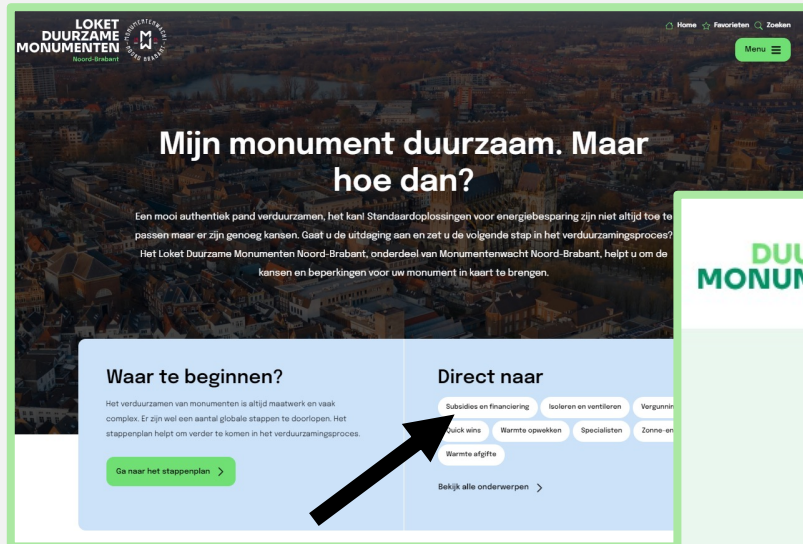 LOKET
DUURZAME
MONUMENTEN
Noord-Brabant
MONUMENTENWACHT
NOORD BRABANT
Home Favorieten Zoeken
Menu
Mijn monument duurzaam. Maar
hoe dan?
Een mooi authentiek pand verduurzamen, het kan! Standaardoplossingen voor energiebesparing zijn niet altijd toe te
passen maar er zijn genoeg kansen. Gaat u de uitdaging aan en zet u de volgende stap in het verduurzamingsproces?
Het Loket Duurzame Monumenten Noord-Brabant, onderdeel van Monumentenwacht Noord-Brabant, helpt u om de
kansen en beperkingen voor uw monument in kaart te brengen.
Waar te beginnen?
Het verduurzamen van monumenten is altijd maatwerk en vaak
complex. Er zijn wel een aantal globale stappen te doorlopen. Het
stappenplan helpt om verder te komen in het verduurzamingsproces.
Ga naar het stappenplan
Direct naar
Subsidies en financiering Isoleren en ventileren Vergunnin
Quick wins Warmte opwekken Specialisten Zonne-en
Warmte afgifte
Bekijk alle onderwerpen
DUU
MONUM